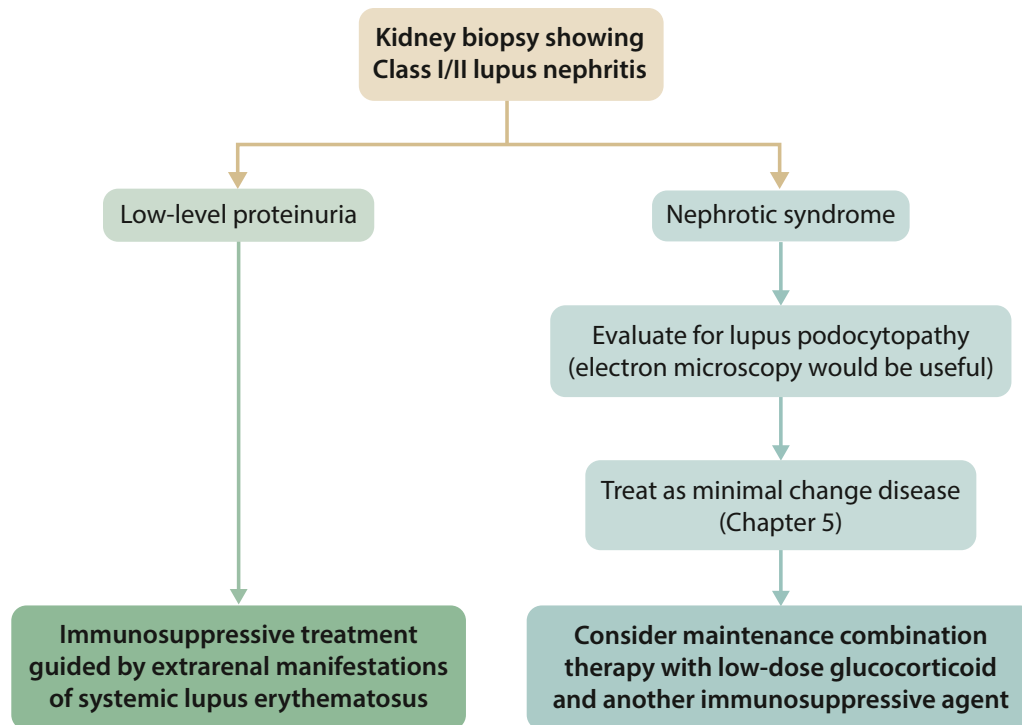 Kidney biopsy showing
Class I/II lupus nephritis
Low-level proteinuria
Nephrotic syndrome
Evaluate for lupus podocytopathy
(electron microscopy would be useful)
Treat as minimal change disease
(Chapter 5)
Immunosuppressive treatment
guided by extrarenal manifestations
of systemic lupus erythematosus
Consider maintenance combination
therapy with low-dose glucocorticoid
and another immunosuppressive agent